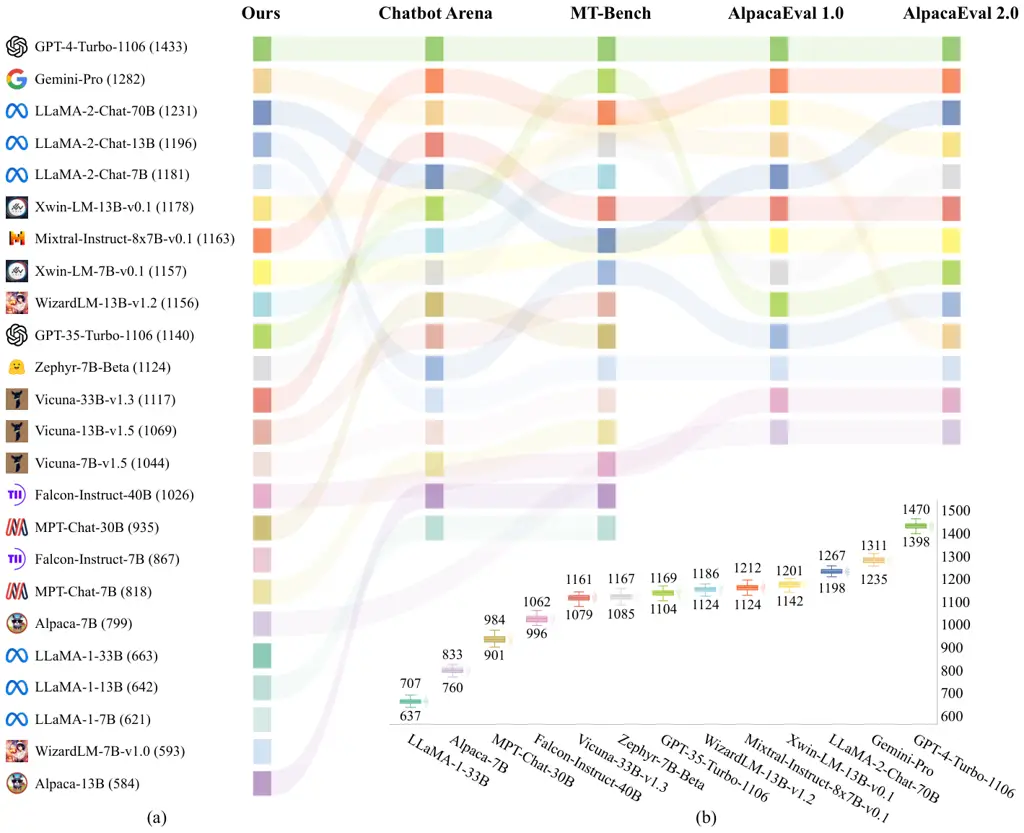 Ours Chatbot Arena MT-Bench AlpacaEval 1.0 AlpacaEval 2.0
GPT-4-Turbo-1106 (1433)
Gemini-Pro (1282)
LLaMA-2-Chat-70B (1231)
LLaMA-2-Chat-13B (1196)
LLaMA-2-Chat-7B (1181)
Xwin-LM-13B-v0.1 (1178)
Mixtral-Instruct-8x7B-v0.1 (1163)
Xwin-LM-7B-v0.1 (1157)
WizardLM-13B-v1.2 (1156)
GPT-35-Turbo-1106 (1140)
Zephyr-7B-Beta (1124)
Vicuna-33B-v1.3 (1117)
Vicuna-13B-v1.5 (1069)
Vicuna-7B-v1.5 (1044)
Falcon-Instruct-40B (1026)
MPT-Chat-30B (935)
Falcon-Instruct-7B (867)
MPT-Chat-7B (818)
Alpaca-7B (799)
LLaMA-1-33B (663)
LLaMA-1-13B (642)
LLaMA-1-7B (621)
WizardLM-7B-v1.0 (593)
Alpaca-13B (584)
(a)
707
637
833
760
984
901
1062
996
1161
1079
1167
1085
1169
1104
1186
1124
1212
1124
1201
1142
1267
1198
1311
1235
1470
1398
1500
1400
1300
1200
1100
1000
900
800
700
600
LLaMA-1-33B
Alpaca-7B
MPT-Chat-30B
Falcon-Instruct-40B
Vicuna-33B-v1.3
Zephyr-7B-Beta
GPT-35-Turbo-1106
WizardLM-13B-v1.2
Mixtral-Instruct-8x7B-v0.1
Xwin-LM-13B-v0.1
LLaMA-2-Chat-70B
Gemini-Pro
GPT-4-Turbo-1106
(b)